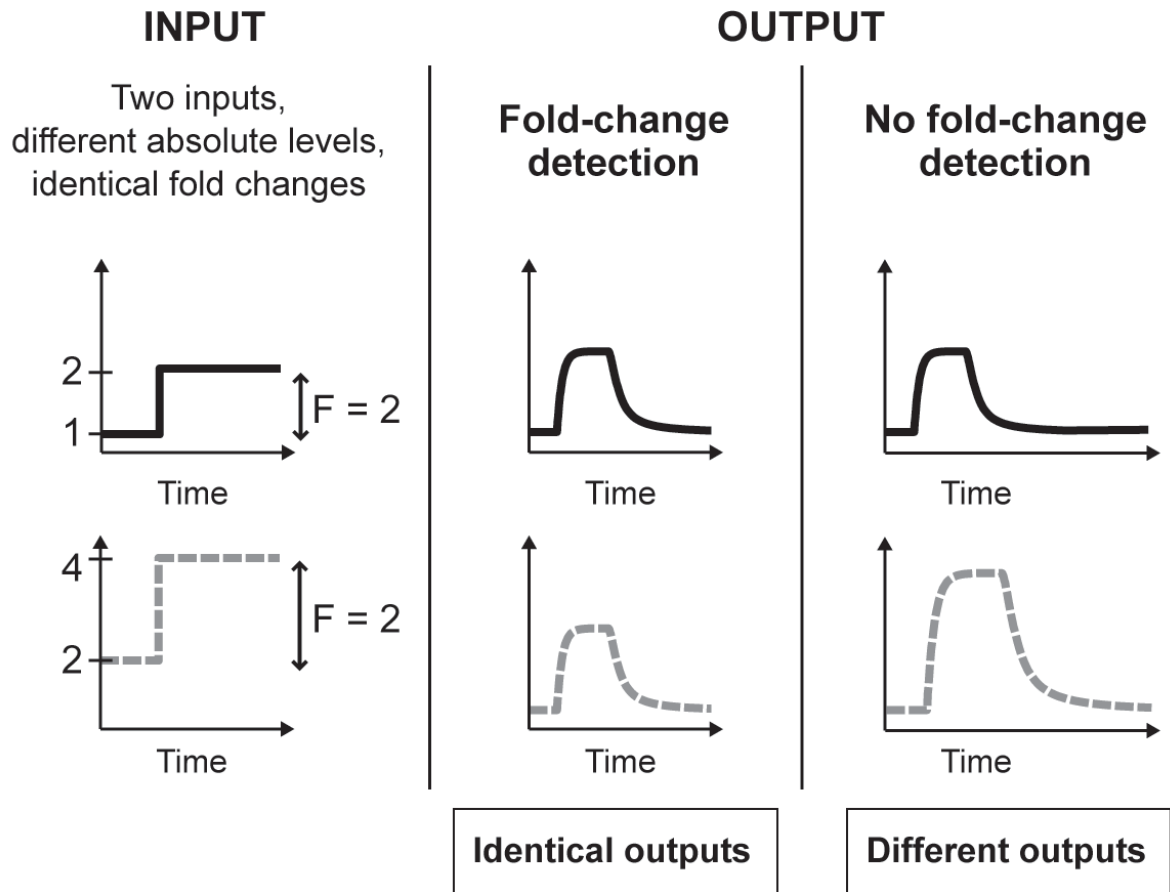 INPUT
OUTPUT
Two inputs,
different absolute levels,
identical fold changes
Fold-change
detection
No fold-change
detection
2
1
F = 2
Time
Time
Time
4
2
F = 2
Time
Time
Time
Identical outputs
Different outputs